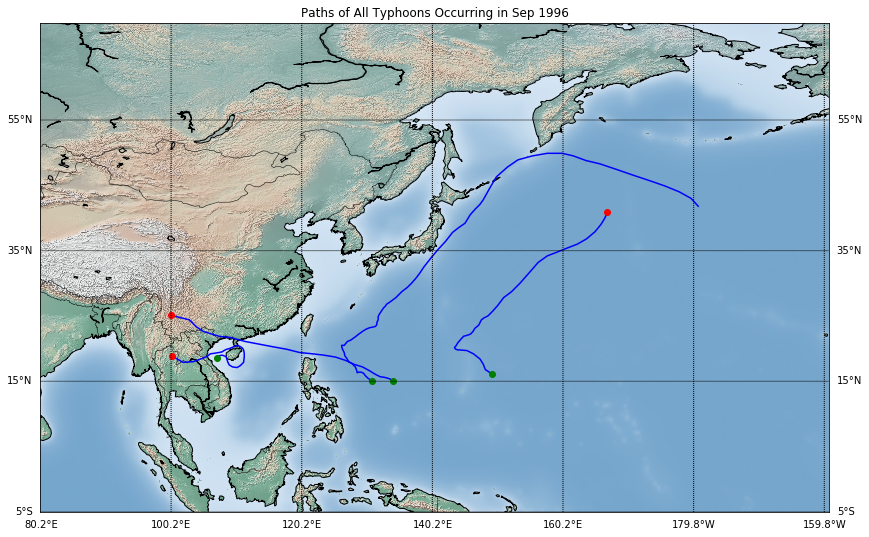 Paths of All Typhoons Occurring in Sep 1996
55°N 55°N
35°N 35°N
15°N 15°N
5°S 5°S
80.2°E 100.2°E 120.2°E 140.2°E 160.2°E 179.8°W 159.8°W